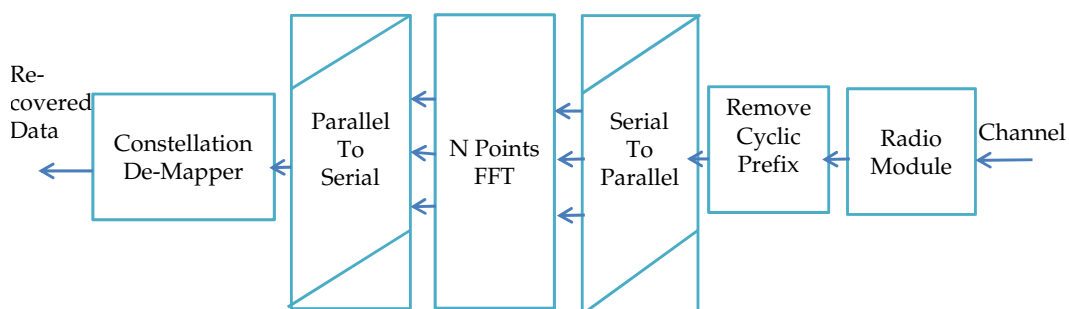 Re-
covered
Data
Constellation
De-Mapper
Parallel
To
Serial
N Points
FFT
Serial
To
Parallel
Remove
Cyclic
Prefix
Radio
Module
Channel